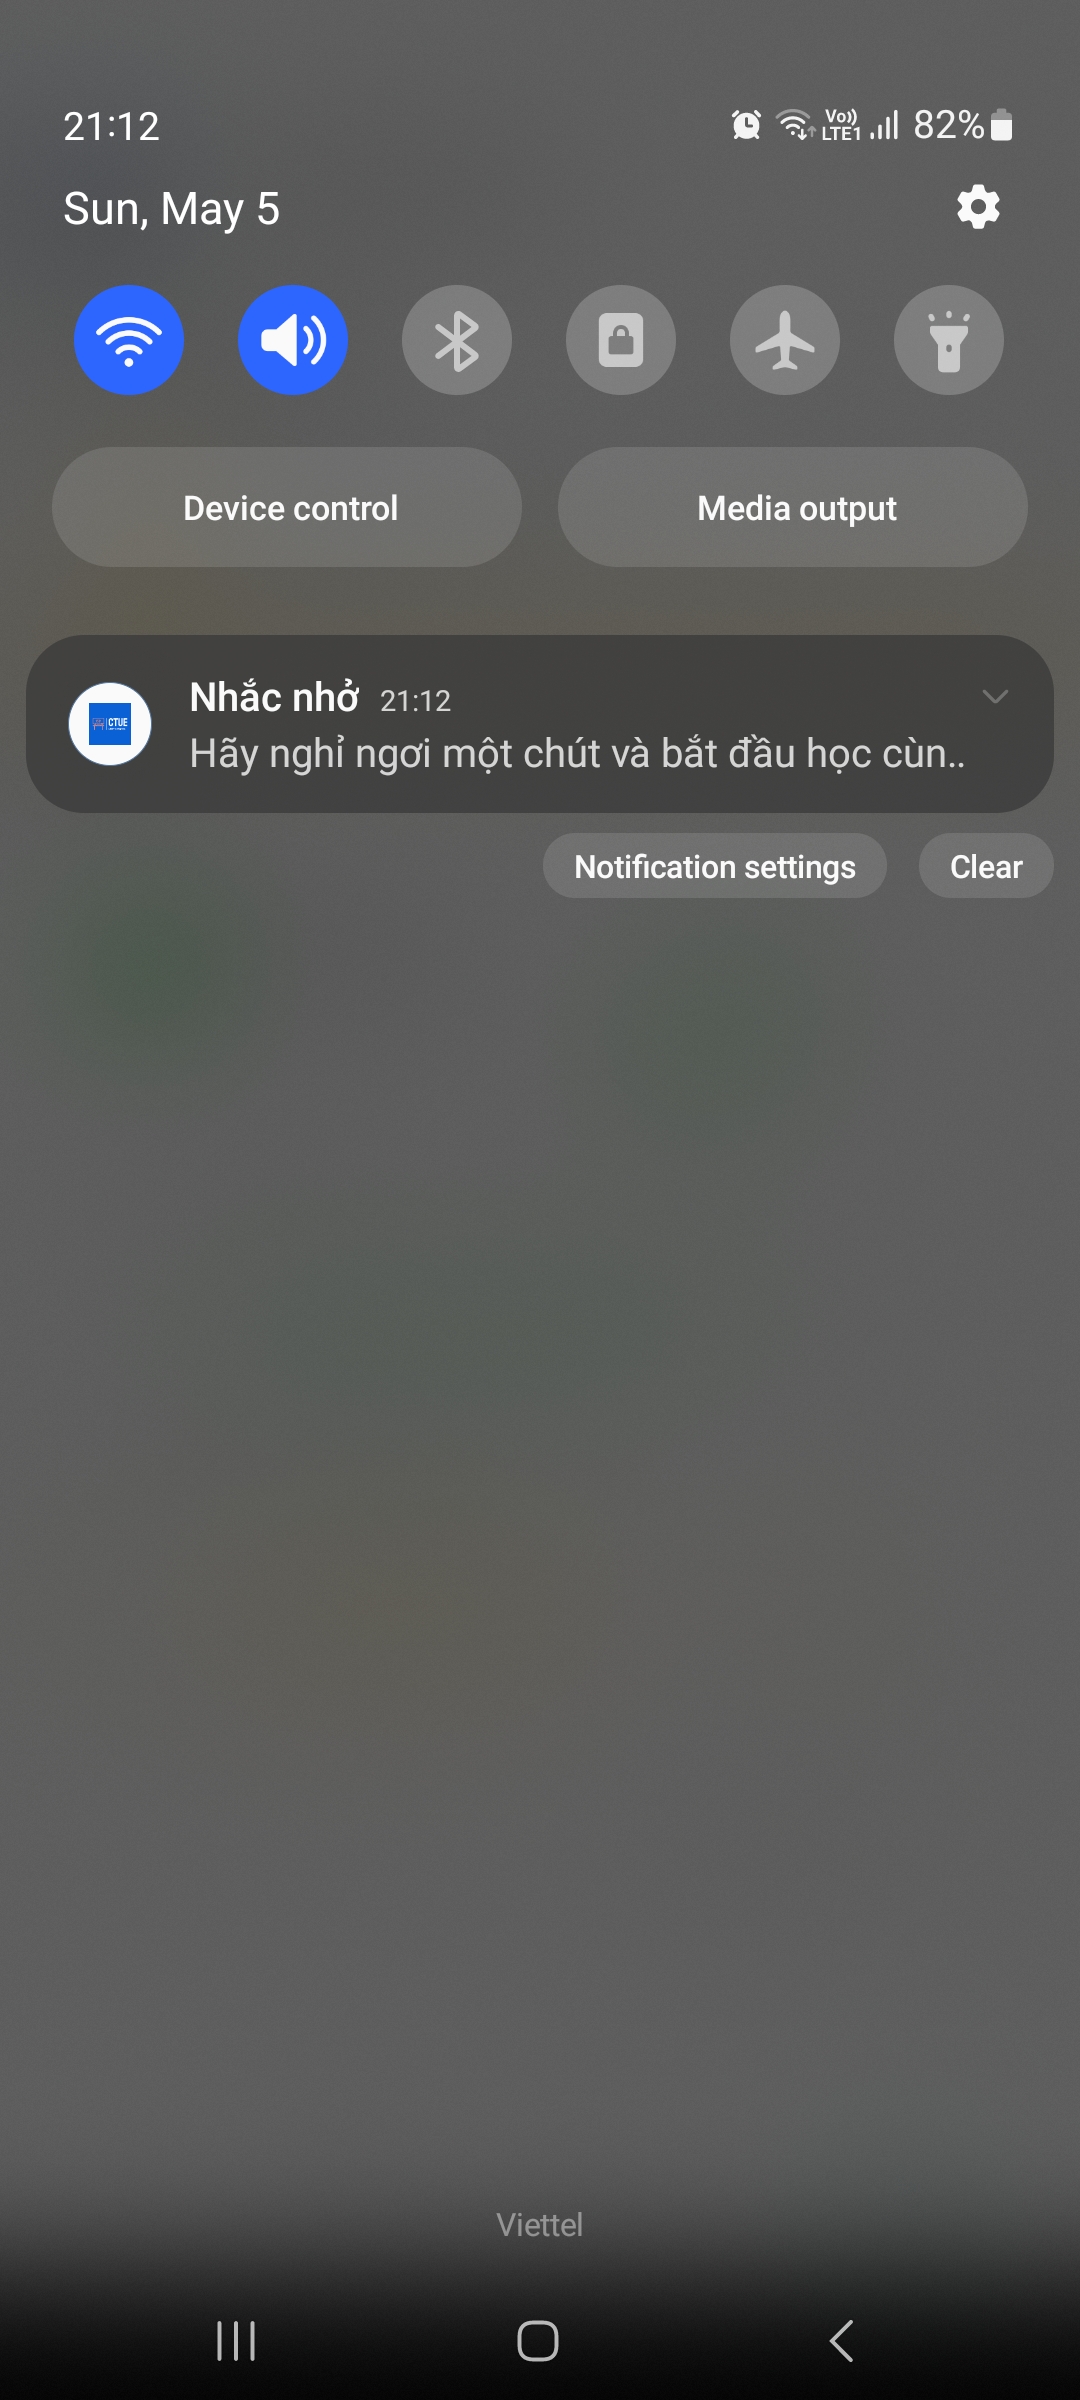 21:12
Vo)) LTE1 82%
Sun, May 5
Device control
Media output
CTUE
Nhắc nhở 21:12
Hãy nghỉ ngơi một chút và bắt đầu học cùn..
Notification settings
Clear
Viettel